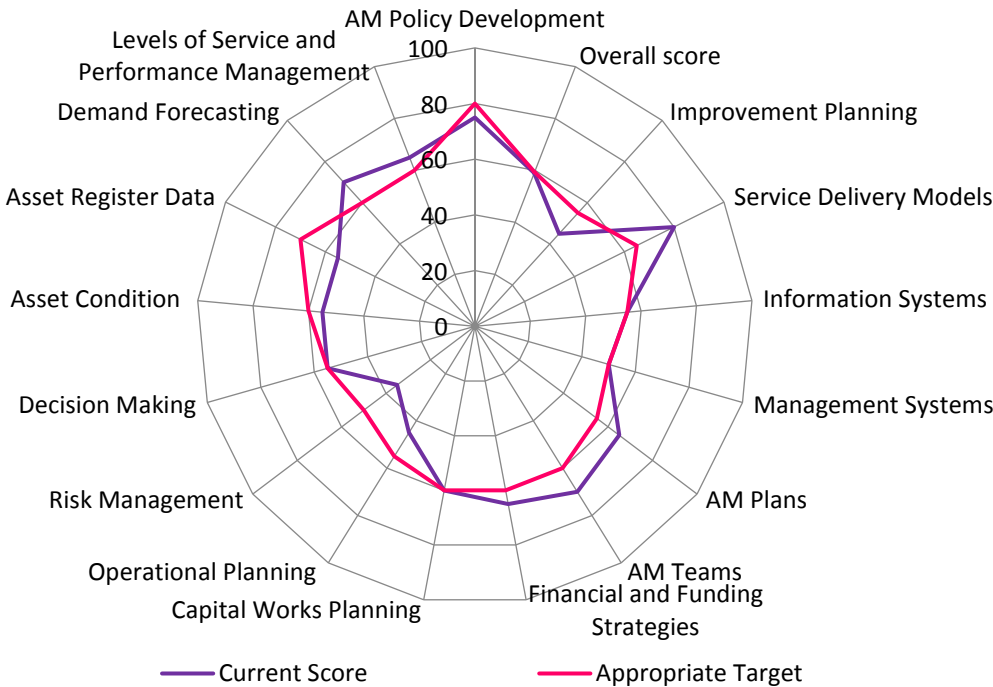 AM Policy Development
Levels of Service and
Performance Management
100
Overall score
Demand Forecasting
80
Improvement Planning
Asset Register Data
60
Service Delivery Models
40
20
Asset Condition
Information Systems
0
Decision Making
Management Systems
Risk Management
AM Plans
Operational Planning
AM Teams
Capital Works Planning
Financial and Funding
Strategies
Current Score
Appropriate Target